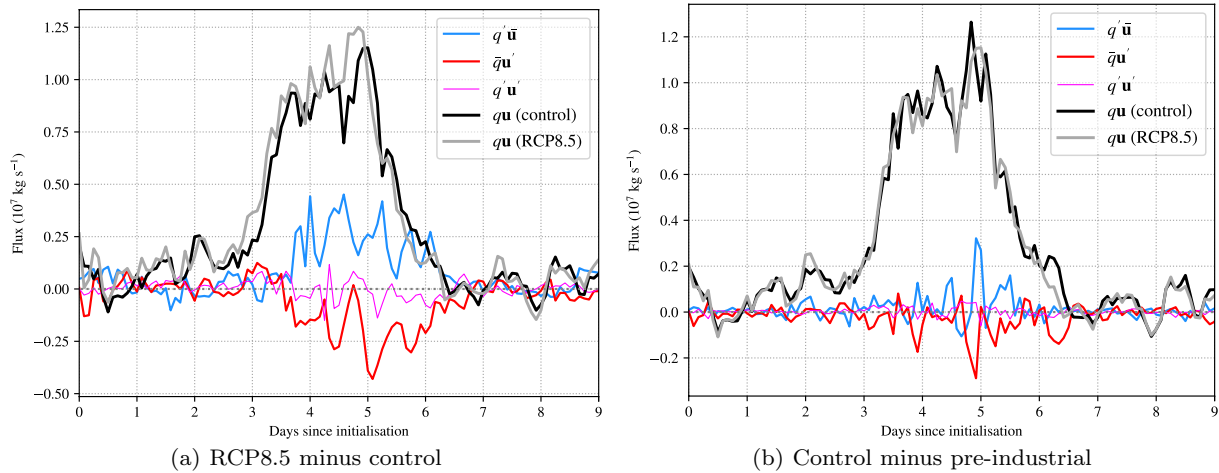 Flux (10⁷ kg s⁻¹)
1.25
1.00
0.75
0.50
0.25
0.00
−0.25
−0.50
q′ū
q̄u′
q′u′
qu (control)
qu (RCP8.5)
0 1 2 3 4 5 6 7 8 9
Days since initialisation
(a) RCP8.5 minus control
Flux (10⁷ kg s⁻¹)
1.2
1.0
0.8
0.6
0.4
0.2
0.0
−0.2
q′ū
q̄u′
q′u′
qu (control)
qu (RCP8.5)
0 1 2 3 4 5 6 7 8 9
Days since initialisation
(b) Control minus pre-industrial